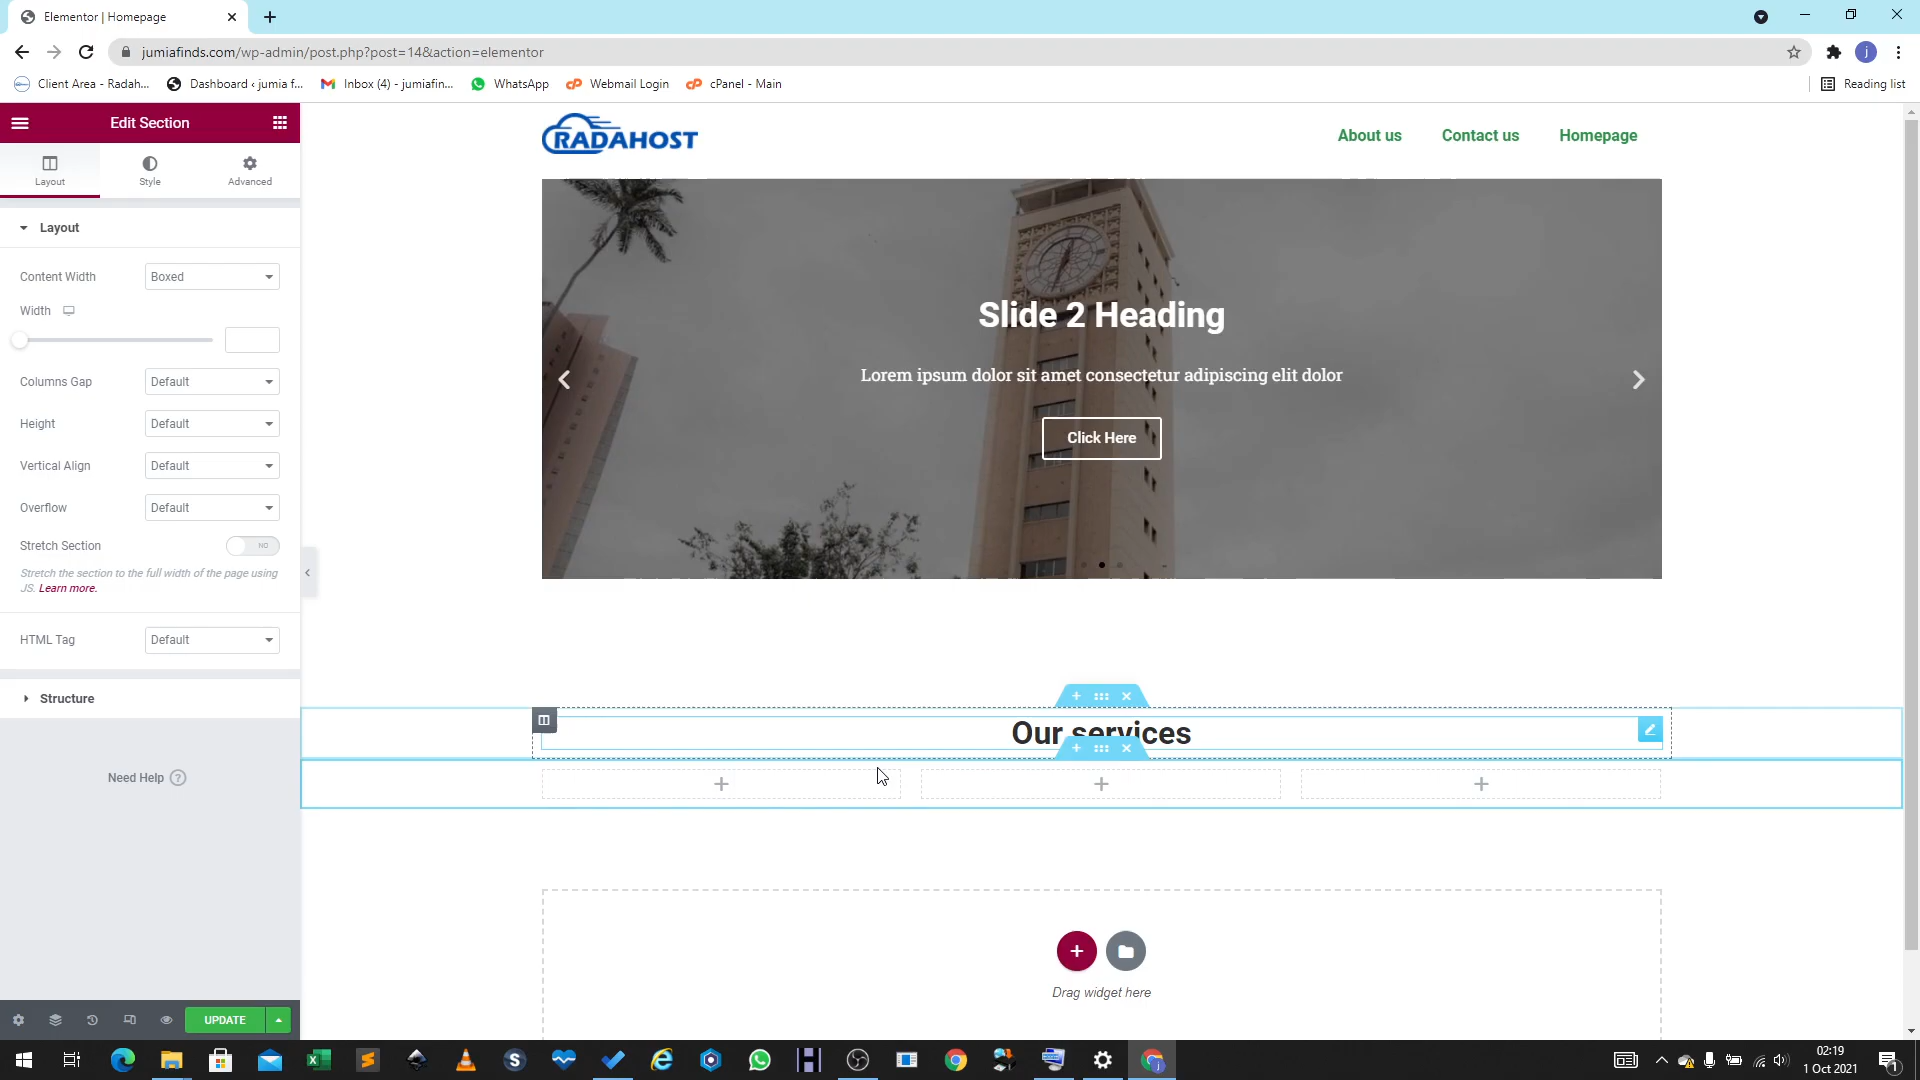 Elementor | Homepage
jumiafinds.com/wp-admin/post.php?post=14&action=elementor
Client Area - Radah...
Dashboard ‹ jumia f...
Inbox (4) - jumiafin...
WhatsApp
Webmail Login
cPanel - Main
Reading list
Edit Section
RADAHOST
About us
Contact us
Homepage
Layout
Style
Advanced
Layout
Content Width
Boxed
Width
Columns Gap
Default
Height
Default
Vertical Align
Default
Overflow
Default
Stretch Section
NO
Stretch the section to the full width of the page using
JS. Learn more.
HTML Tag
Default
Structure
Need Help ?
UPDATE
Slide 2 Heading
Lorem ipsum dolor sit amet consectetur adipiscing elit dolor
Click Here
Our services
Drag widget here
02:19
1 Oct 2021
1